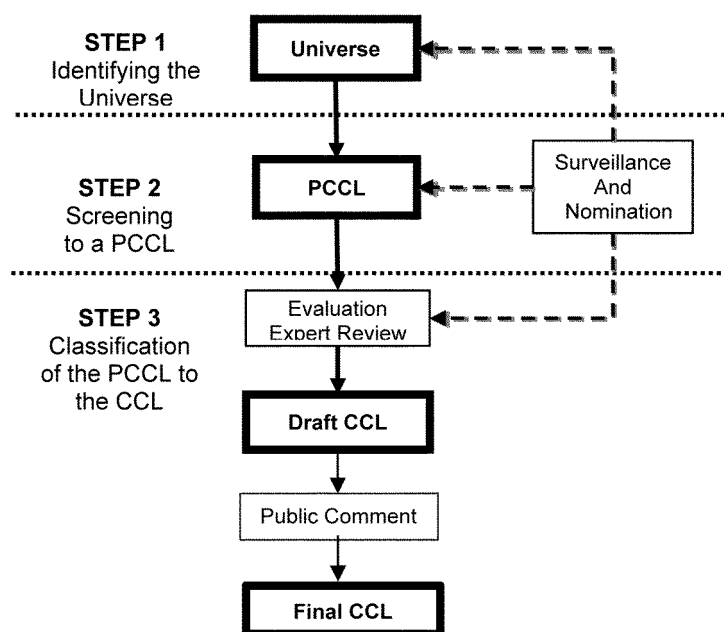 STEP 1
Identifying the
Universe
Universe
STEP 2
Screening
to a PCCL
PCCL
Surveillance
And
Nomination
STEP 3
Classification
of the PCCL to
the CCL
Evaluation
Expert Review
Draft CCL
Public Comment
Final CCL